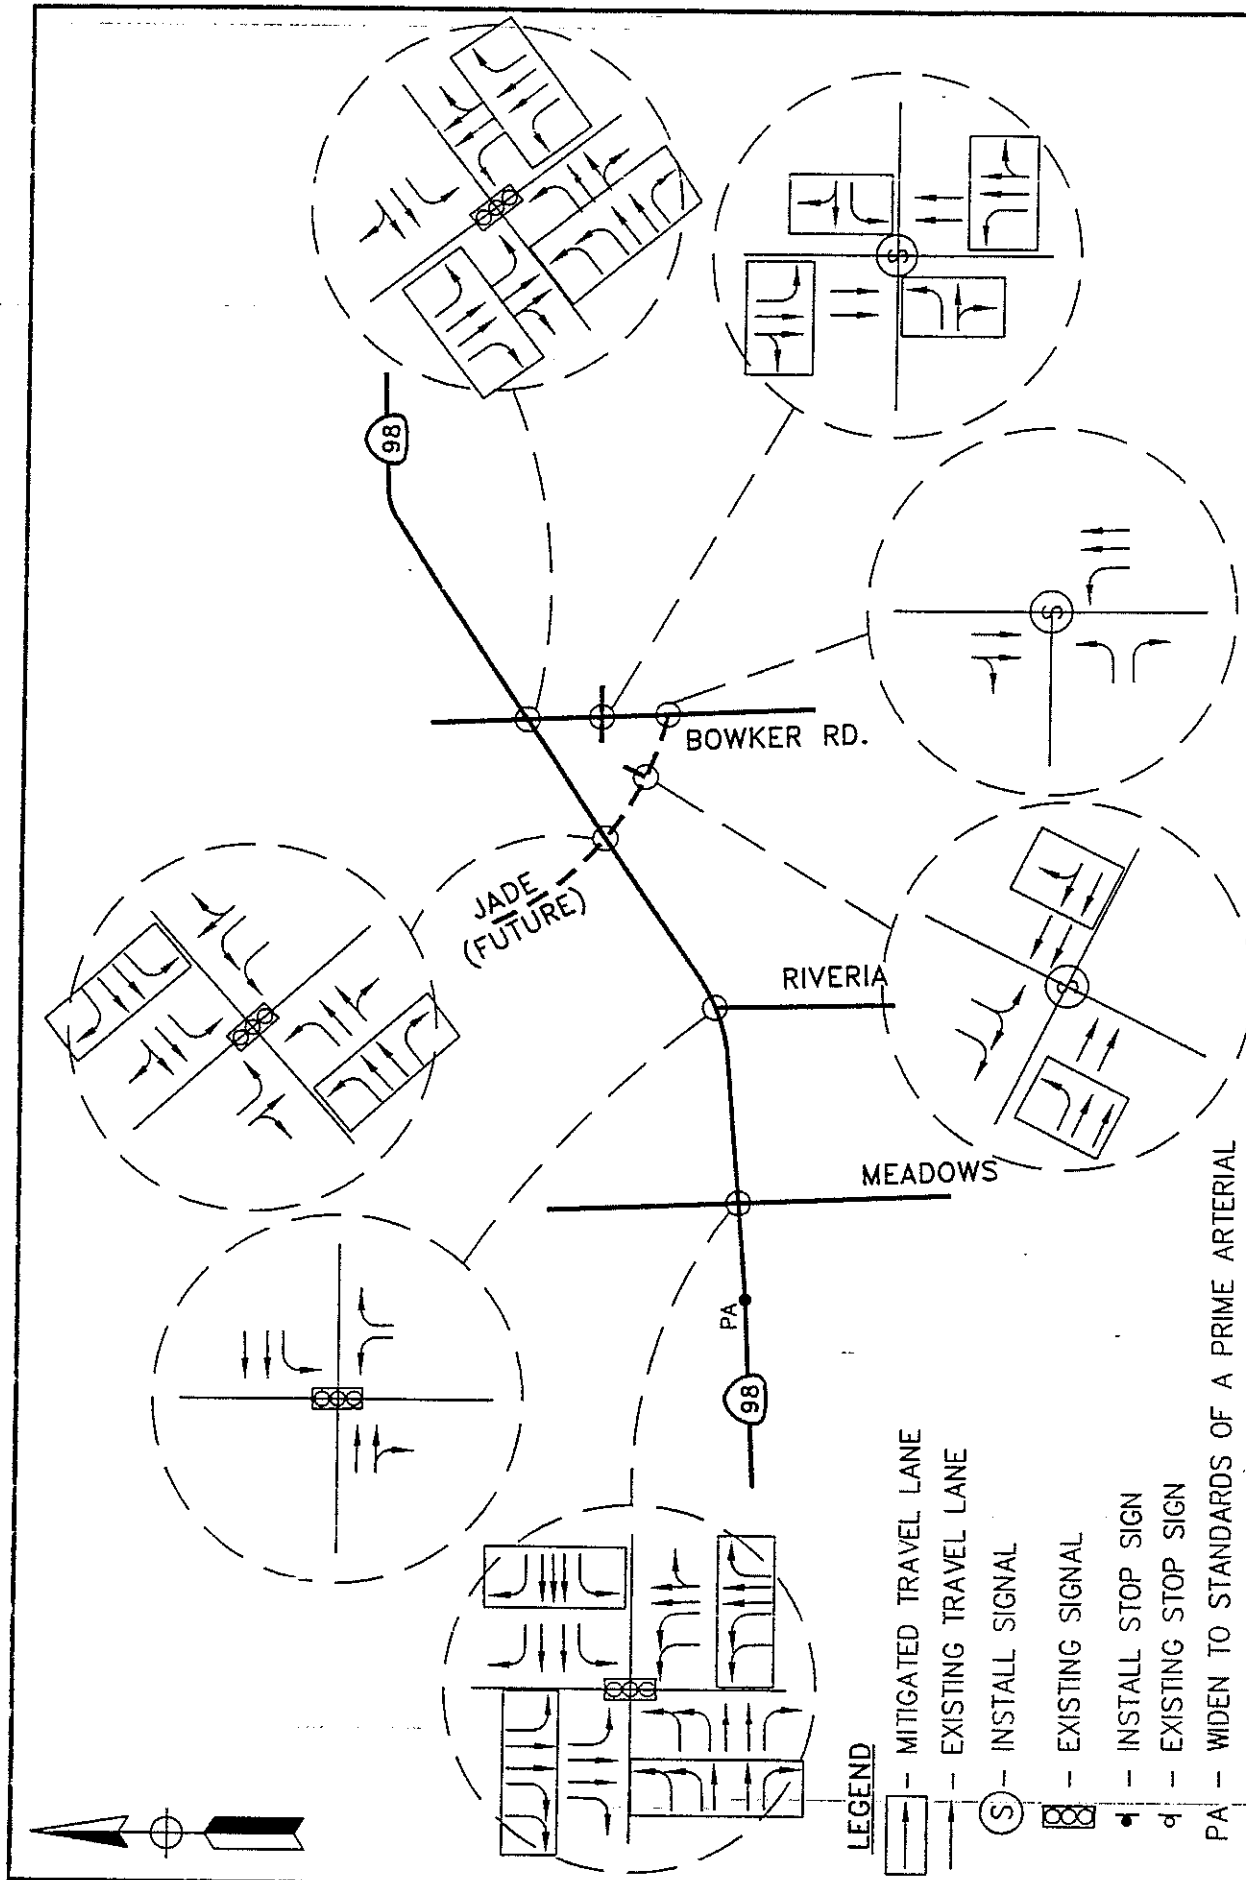 98
JADE
(FUTURE)
BOWKER RD.
RIVERIA
MEADOWS
PA
98
S
S
S
LEGEND
- MITIGATED TRAVEL LANE
- EXISTING TRAVEL LANE
S - INSTALL SIGNAL
- EXISTING SIGNAL
- INSTALL STOP SIGN
- EXISTING STOP SIGN
PA - WIDEN TO STANDARDS OF A PRIME ARTERIAL